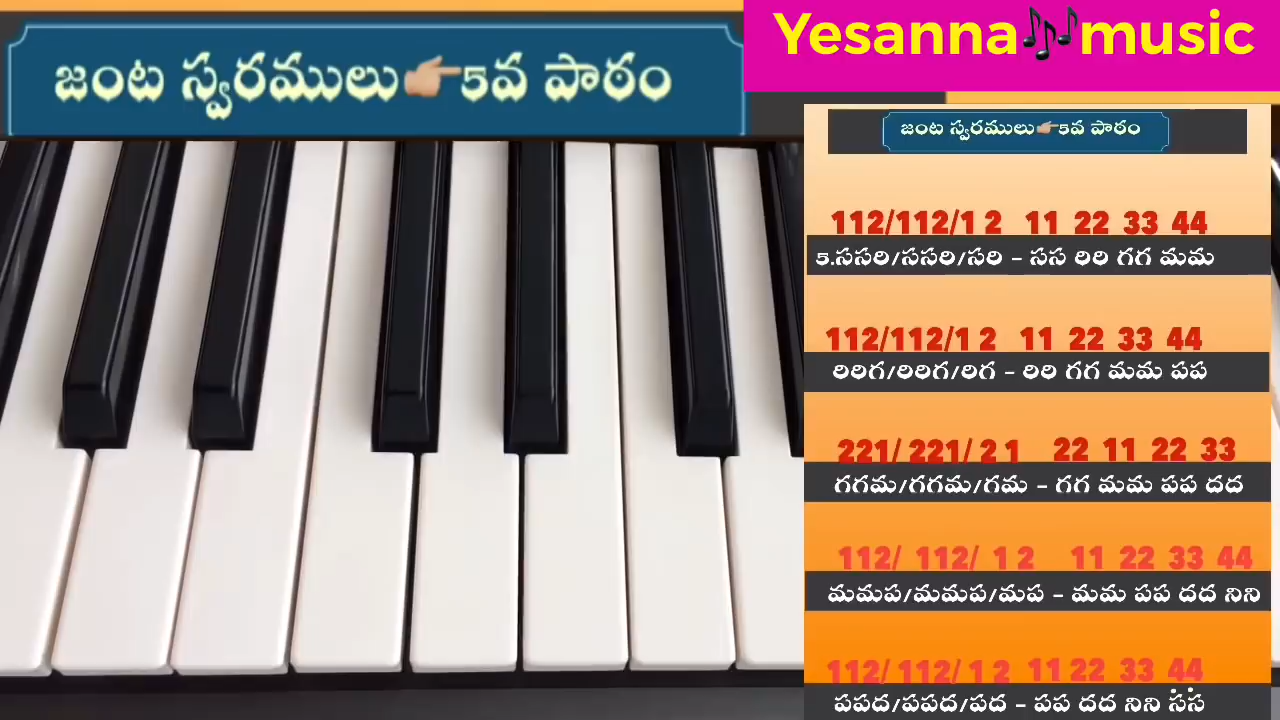 జంట స్వరములు👉5వ పాఠం
Yesanna🎶music
జంట స్వరములు👉5వ పాఠం
112/112/1 2 11 22 33 44
5.ససరి/ససరి/సరి - సస రిరి గగ మమ
112/112/1 2 11 22 33 44
రిరిగ/రిరిగ/రిగ - రిరి గగ మమ పప
221/ 221/ 2 1 22 11 22 33
గగమ/గగమ/గమ - గగ మమ పప దద
112/ 112/ 1 2 11 22 33 44
మమప/మమప/మప - మమ పప దద నిని
112/ 112/ 1 2 11 22 33 44
పపద/పపద/పద - పప దద నిని స̇స̇